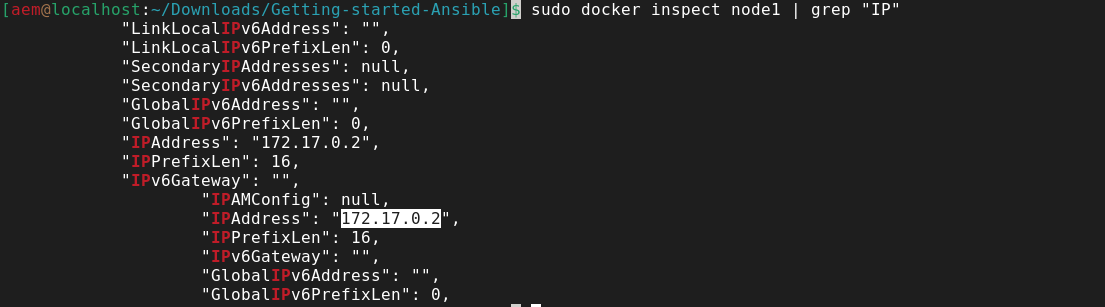 [aem@localhost:~/Downloads/Getting-started-Ansible]$ sudo docker inspect node1 | grep "IP"
"LinkLocalIPv6Address": "",
"LinkLocalIPv6PrefixLen": 0,
"SecondaryIPAddresses": null,
"SecondaryIPv6Addresses": null,
"GlobalIPv6Address": "",
"GlobalIPv6PrefixLen": 0,
"IPAddress": "172.17.0.2",
"IPPrefixLen": 16,
"IPv6Gateway": "",
"IPAMConfig": null,
"IPAddress": "172.17.0.2",
"IPPrefixLen": 16,
"IPv6Gateway": "",
"GlobalIPv6Address": "",
"GlobalIPv6PrefixLen": 0,